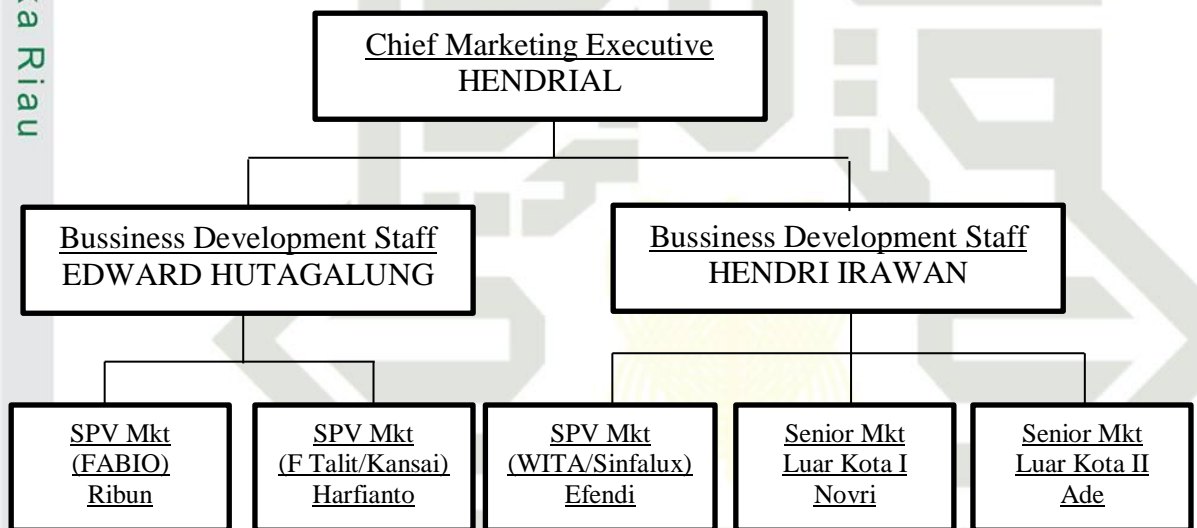 ka Riau
Chief Marketing Executive
HENDRIAL
Bussiness Development Staff
EDWARD HUTAGALUNG
Bussiness Development Staff
HENDRI IRAWAN
SPV Mkt
(FABIO)
Ribun
SPV Mkt
(F Talit/Kansai)
Harfianto
SPV Mkt
(WITA/Sinfalux)
Efendi
Senior Mkt
Luar Kota I
Novri
Senior Mkt
Luar Kota II
Ade